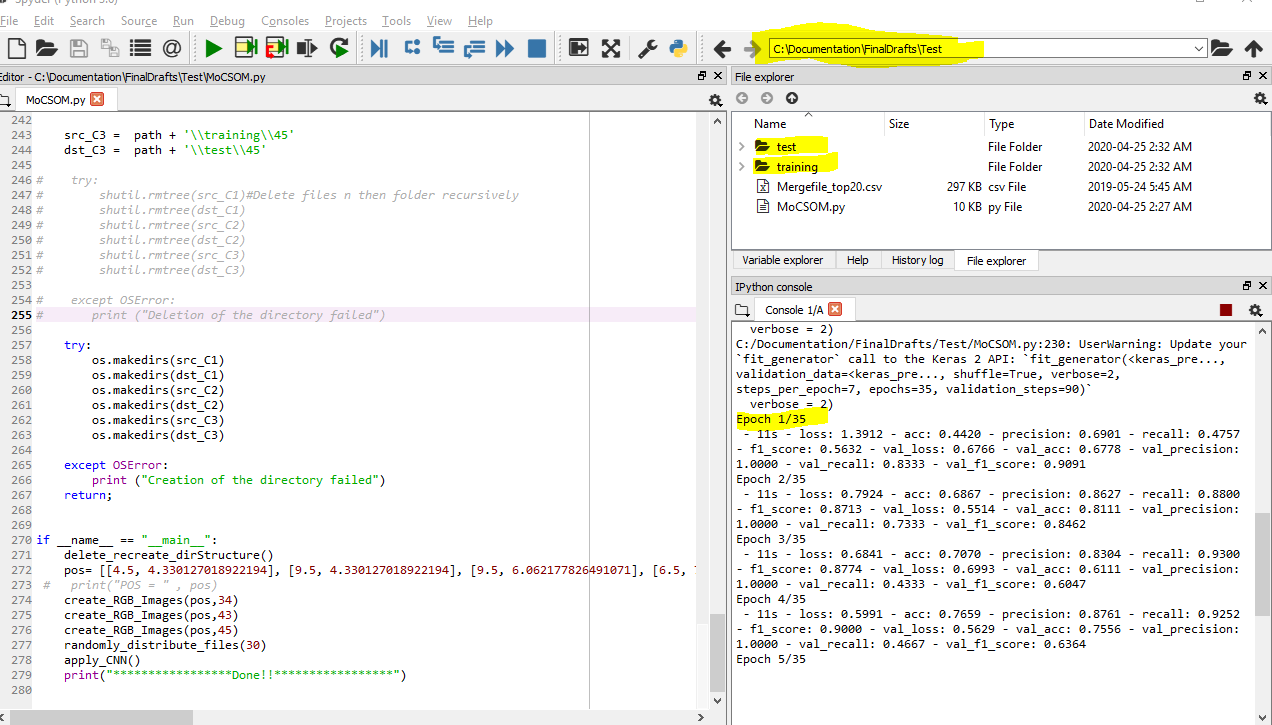 Spyder (Python 3.6)
File Edit Search Source Run Debug Consoles Projects Tools View Help
C:\Documentation\FinalDrafts\Test
Editor - C:\Documentation\FinalDrafts\Test\MoCSOM.py
MoCSOM.py
242
243 src_C3 = path + '\\training\\45'
244 dst_C3 = path + '\\test\\45'
245
246 # try:
247 # shutil.rmtree(src_C1)#Delete files n then folder recursively
248 # shutil.rmtree(dst_C1)
249 # shutil.rmtree(src_C2)
250 # shutil.rmtree(dst_C2)
251 # shutil.rmtree(src_C3)
252 # shutil.rmtree(dst_C3)
253
254 # except OSError:
255 # print ("Deletion of the directory failed")
256
257 try:
258 os.makedirs(src_C1)
259 os.makedirs(dst_C1)
260 os.makedirs(src_C2)
261 os.makedirs(dst_C2)
262 os.makedirs(src_C3)
263 os.makedirs(dst_C3)
264
265 except OSError:
266 print ("Creation of the directory failed")
267 return;
268
269
270 if __name__ == "__main__":
271 delete_recreate_dirStructure()
272 pos= [[4.5, 4.330127018922194], [9.5, 4.330127018922194], [9.5, 6.062177826491071], [6.5,
273 # print("POS = " , pos)
274 create_RGB_Images(pos,34)
275 create_RGB_Images(pos,43)
276 create_RGB_Images(pos,45)
277 randomly_distribute_files(30)
278 apply_CNN()
279 print("*****************Done!!*****************")
280
File explorer
Name Size Type Date Modified
test File Folder 2020-04-25 2:32 AM
training File Folder 2020-04-25 2:32 AM
Mergefile_top20.csv 297 KB csv File 2019-05-24 5:45 AM
MoCSOM.py 10 KB py File 2020-04-25 2:27 AM
Variable explorer Help History log File explorer
IPython console
Console 1/A
verbose = 2)
C:/Documentation/FinalDrafts/Test/MoCSOM.py:230: UserWarning: Update your
`fit_generator` call to the Keras 2 API: `fit_generator(<keras_pre...,
validation_data=<keras_pre..., shuffle=True, verbose=2,
steps_per_epoch=7, epochs=35, validation_steps=90)`
verbose = 2)
Epoch 1/35
- 11s - loss: 1.3912 - acc: 0.4420 - precision: 0.6901 - recall: 0.4757
- f1_score: 0.5632 - val_loss: 0.6766 - val_acc: 0.6778 - val_precision:
1.0000 - val_recall: 0.8333 - val_f1_score: 0.9091
Epoch 2/35
- 11s - loss: 0.7924 - acc: 0.6867 - precision: 0.8627 - recall: 0.8800
- f1_score: 0.8713 - val_loss: 0.5514 - val_acc: 0.8111 - val_precision:
1.0000 - val_recall: 0.7333 - val_f1_score: 0.8462
Epoch 3/35
- 11s - loss: 0.6841 - acc: 0.7070 - precision: 0.8304 - recall: 0.9300
- f1_score: 0.8774 - val_loss: 0.6993 - val_acc: 0.6111 - val_precision:
1.0000 - val_recall: 0.4333 - val_f1_score: 0.6047
Epoch 4/35
- 11s - loss: 0.5991 - acc: 0.7659 - precision: 0.8761 - recall: 0.9252
- f1_score: 0.9000 - val_loss: 0.5629 - val_acc: 0.7556 - val_precision:
1.0000 - val_recall: 0.4667 - val_f1_score: 0.6364
Epoch 5/35